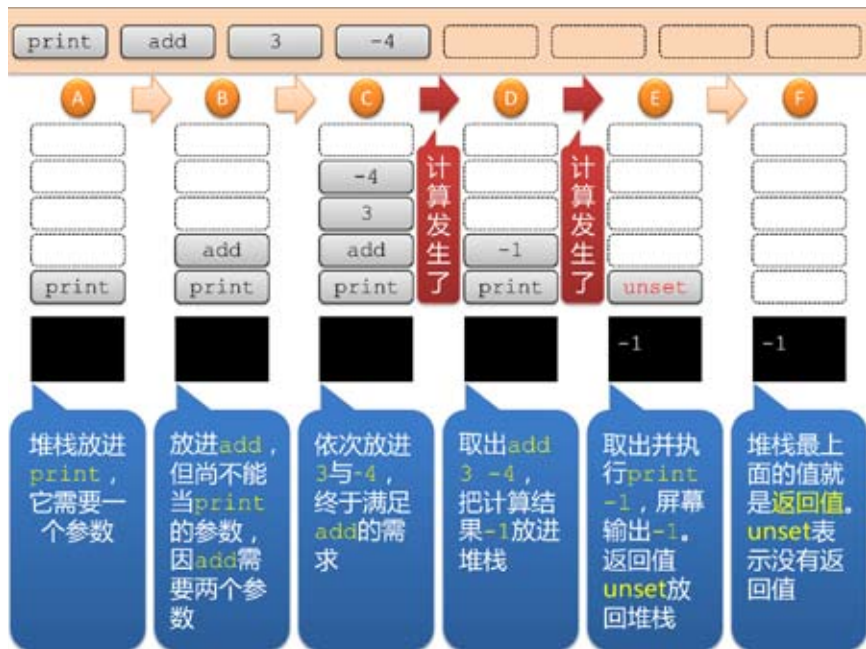 print add 3 -4
A B C D E F
print
add
print
-4
3
add
print
计算发生了
-1
print
计算发生了
unset
-1
-1
堆栈放进
print，
它需要一
个参数
放进add，
但尚不能
当print
的参数，
因add需
要两个参
数
依次放进
3与-4，
终于满足
add的需
求
取出add
3 -4，
把计算结
果-1放进
堆栈
取出并执
行print
-1，屏幕
输出-1。
返回值
unset放
回堆栈
堆栈最上
面的值就
是返回值。
unset表
示没有返
回值